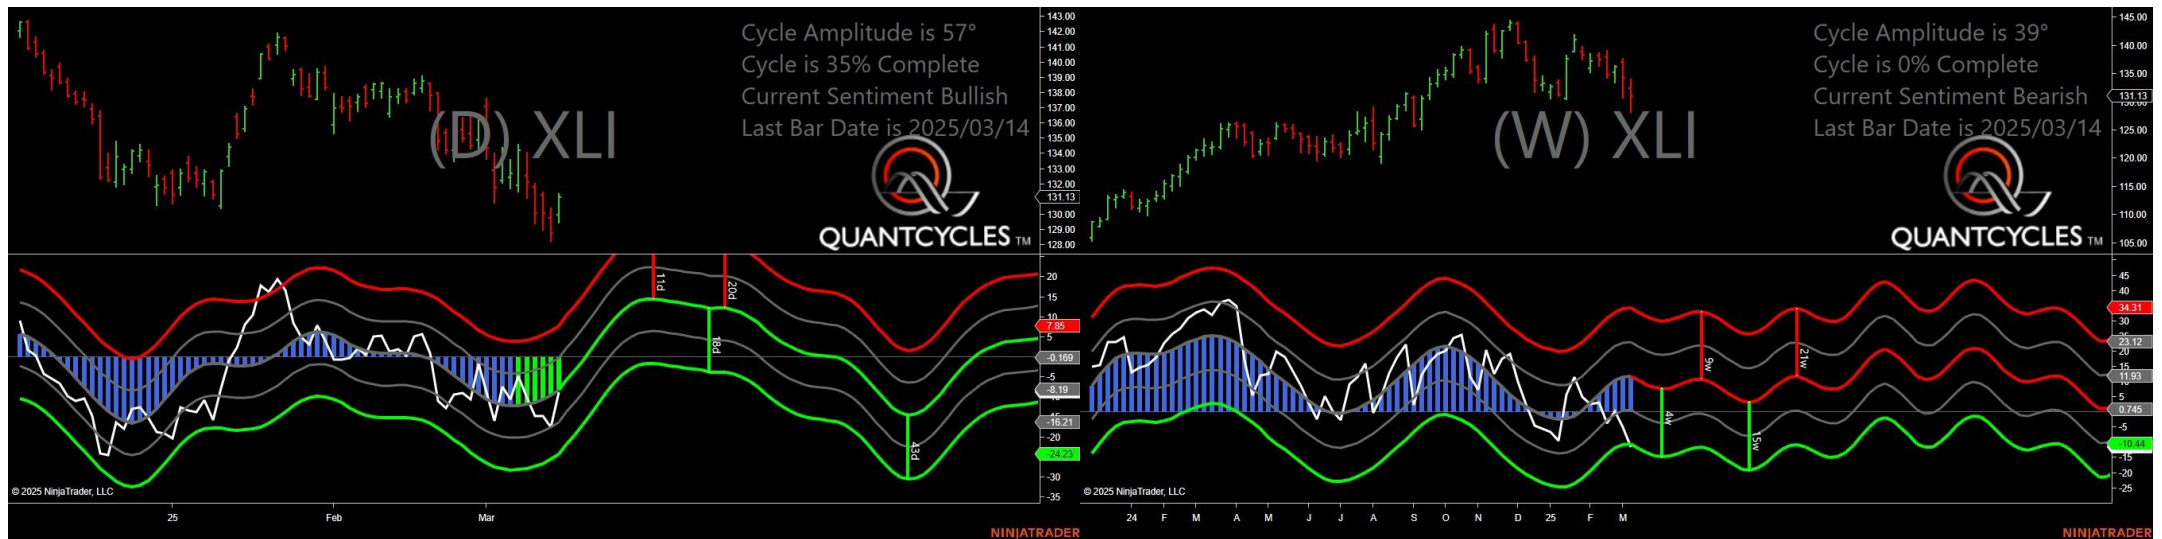 Cycle Amplitude is 57°
Cycle is 35% Complete
Current Sentiment Bullish
Last Bar Date is 2025/03/14
(D) XLI
QUANTCYCLES TM
143.00
142.00
141.00
140.00
139.00
138.00
137.00
136.00
135.00
134.00
133.00
132.00
131.13
130.00
129.00
128.00
11d
20d
18d
43d
20
15
7.85
5
-0.169
-5
-8.19
-16.21
-20
-24.23
-30
-35
© 2025 NinjaTrader, LLC
25 Feb Mar
NINJATRADER
Cycle Amplitude is 39°
Cycle is 0% Complete
Current Sentiment Bearish
Last Bar Date is 2025/03/14
(W) XLI
QUANTCYCLES TM
145.00
140.00
135.00
131.13
125.00
120.00
115.00
110.00
105.00
9w
21w
4w
15w
45
40
34.31
30
23.12
20
15
11.93
5
0.745
-5
-10.44
-15
-20
-25
© 2025 NinjaTrader, LLC
24 F M A M J J A S O N D 25 F M
NINJATRADER